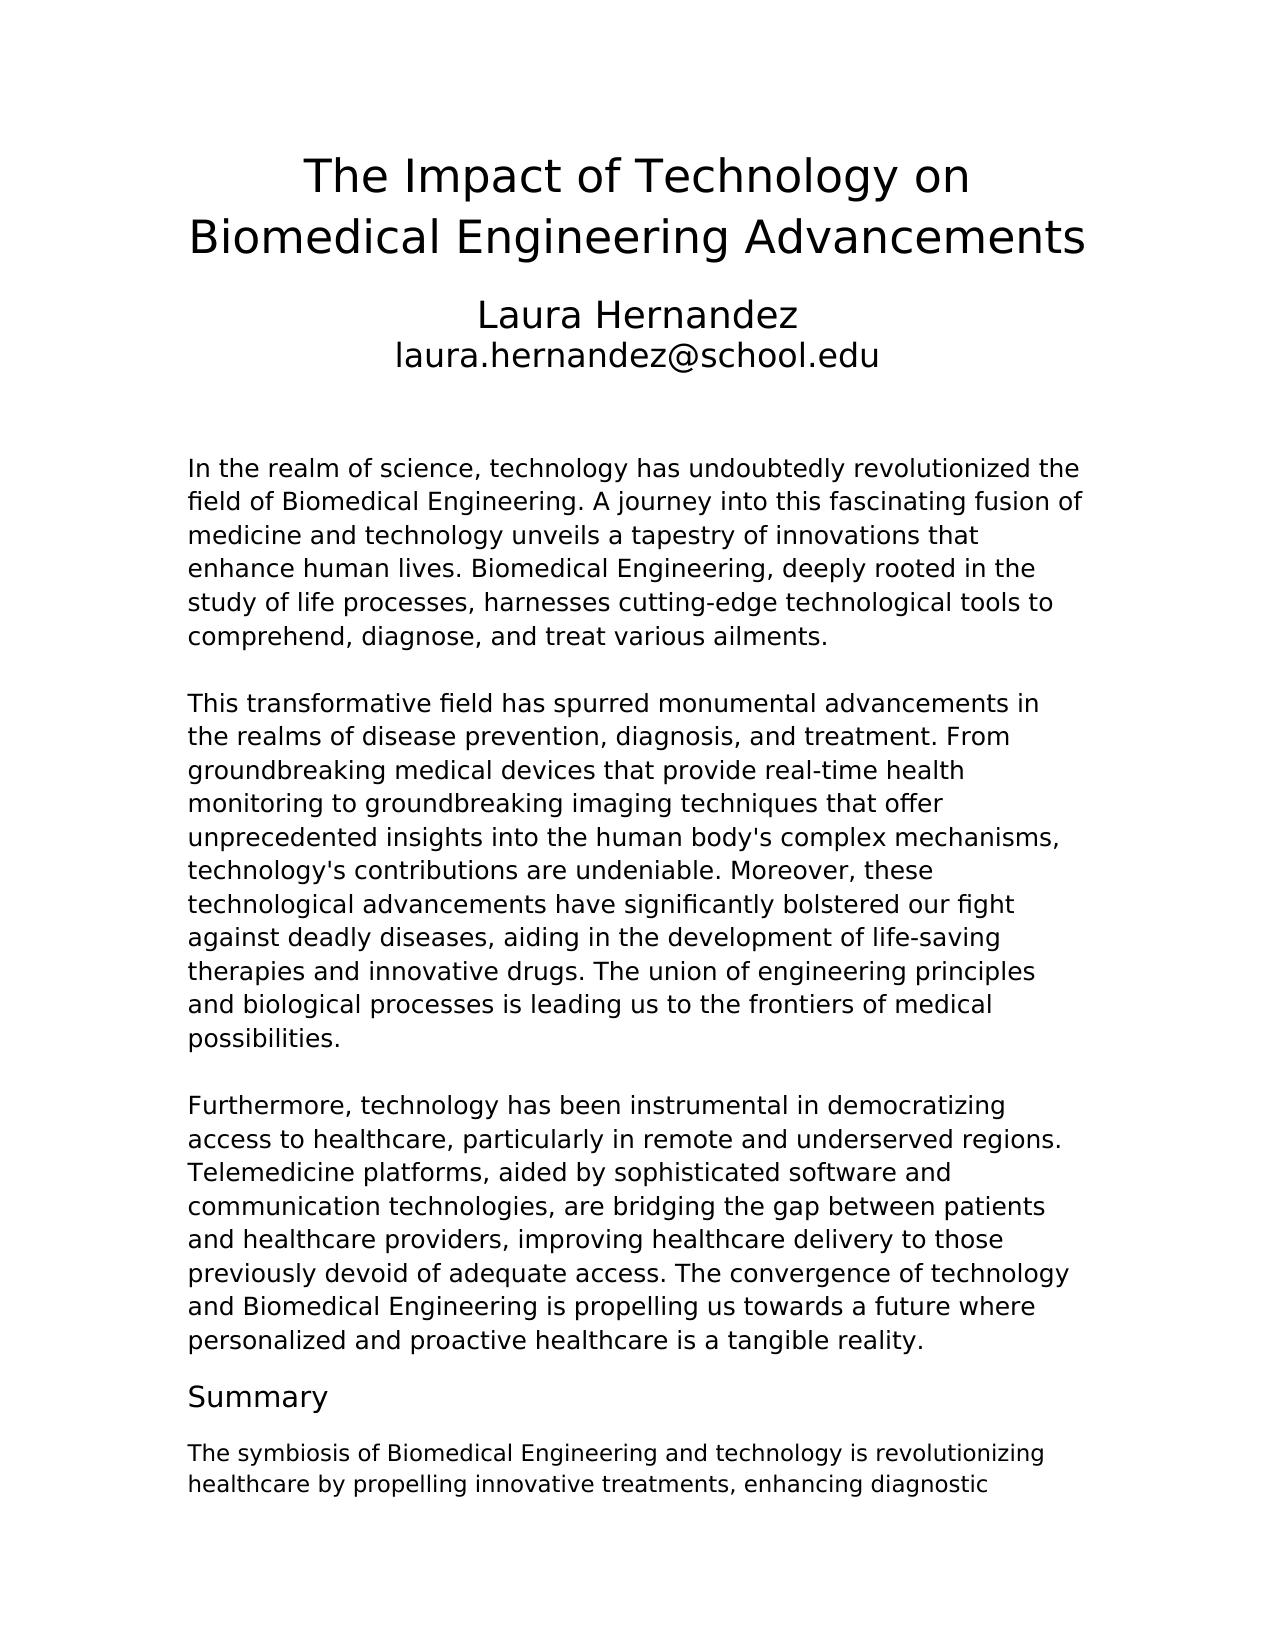 The Impact of Technology on
Biomedical Engineering Advancements
Laura Hernandez
laura.hernandez@school.edu
In the realm of science, technology has undoubtedly revolutionized the
field of Biomedical Engineering. A journey into this fascinating fusion of
medicine and technology unveils a tapestry of innovations that
enhance human lives. Biomedical Engineering, deeply rooted in the
study of life processes, harnesses cutting-edge technological tools to
comprehend, diagnose, and treat various ailments.
This transformative field has spurred monumental advancements in
the realms of disease prevention, diagnosis, and treatment. From
groundbreaking medical devices that provide real-time health
monitoring to groundbreaking imaging techniques that offer
unprecedented insights into the human body's complex mechanisms,
technology's contributions are undeniable. Moreover, these
technological advancements have significantly bolstered our fight
against deadly diseases, aiding in the development of life-saving
therapies and innovative drugs. The union of engineering principles
and biological processes is leading us to the frontiers of medical
possibilities.
Furthermore, technology has been instrumental in democratizing
access to healthcare, particularly in remote and underserved regions.
Telemedicine platforms, aided by sophisticated software and
communication technologies, are bridging the gap between patients
and healthcare providers, improving healthcare delivery to those
previously devoid of adequate access. The convergence of technology
and Biomedical Engineering is propelling us towards a future where
personalized and proactive healthcare is a tangible reality.
Summary
The symbiosis of Biomedical Engineering and technology is revolutionizing
healthcare by propelling innovative treatments, enhancing diagnostic